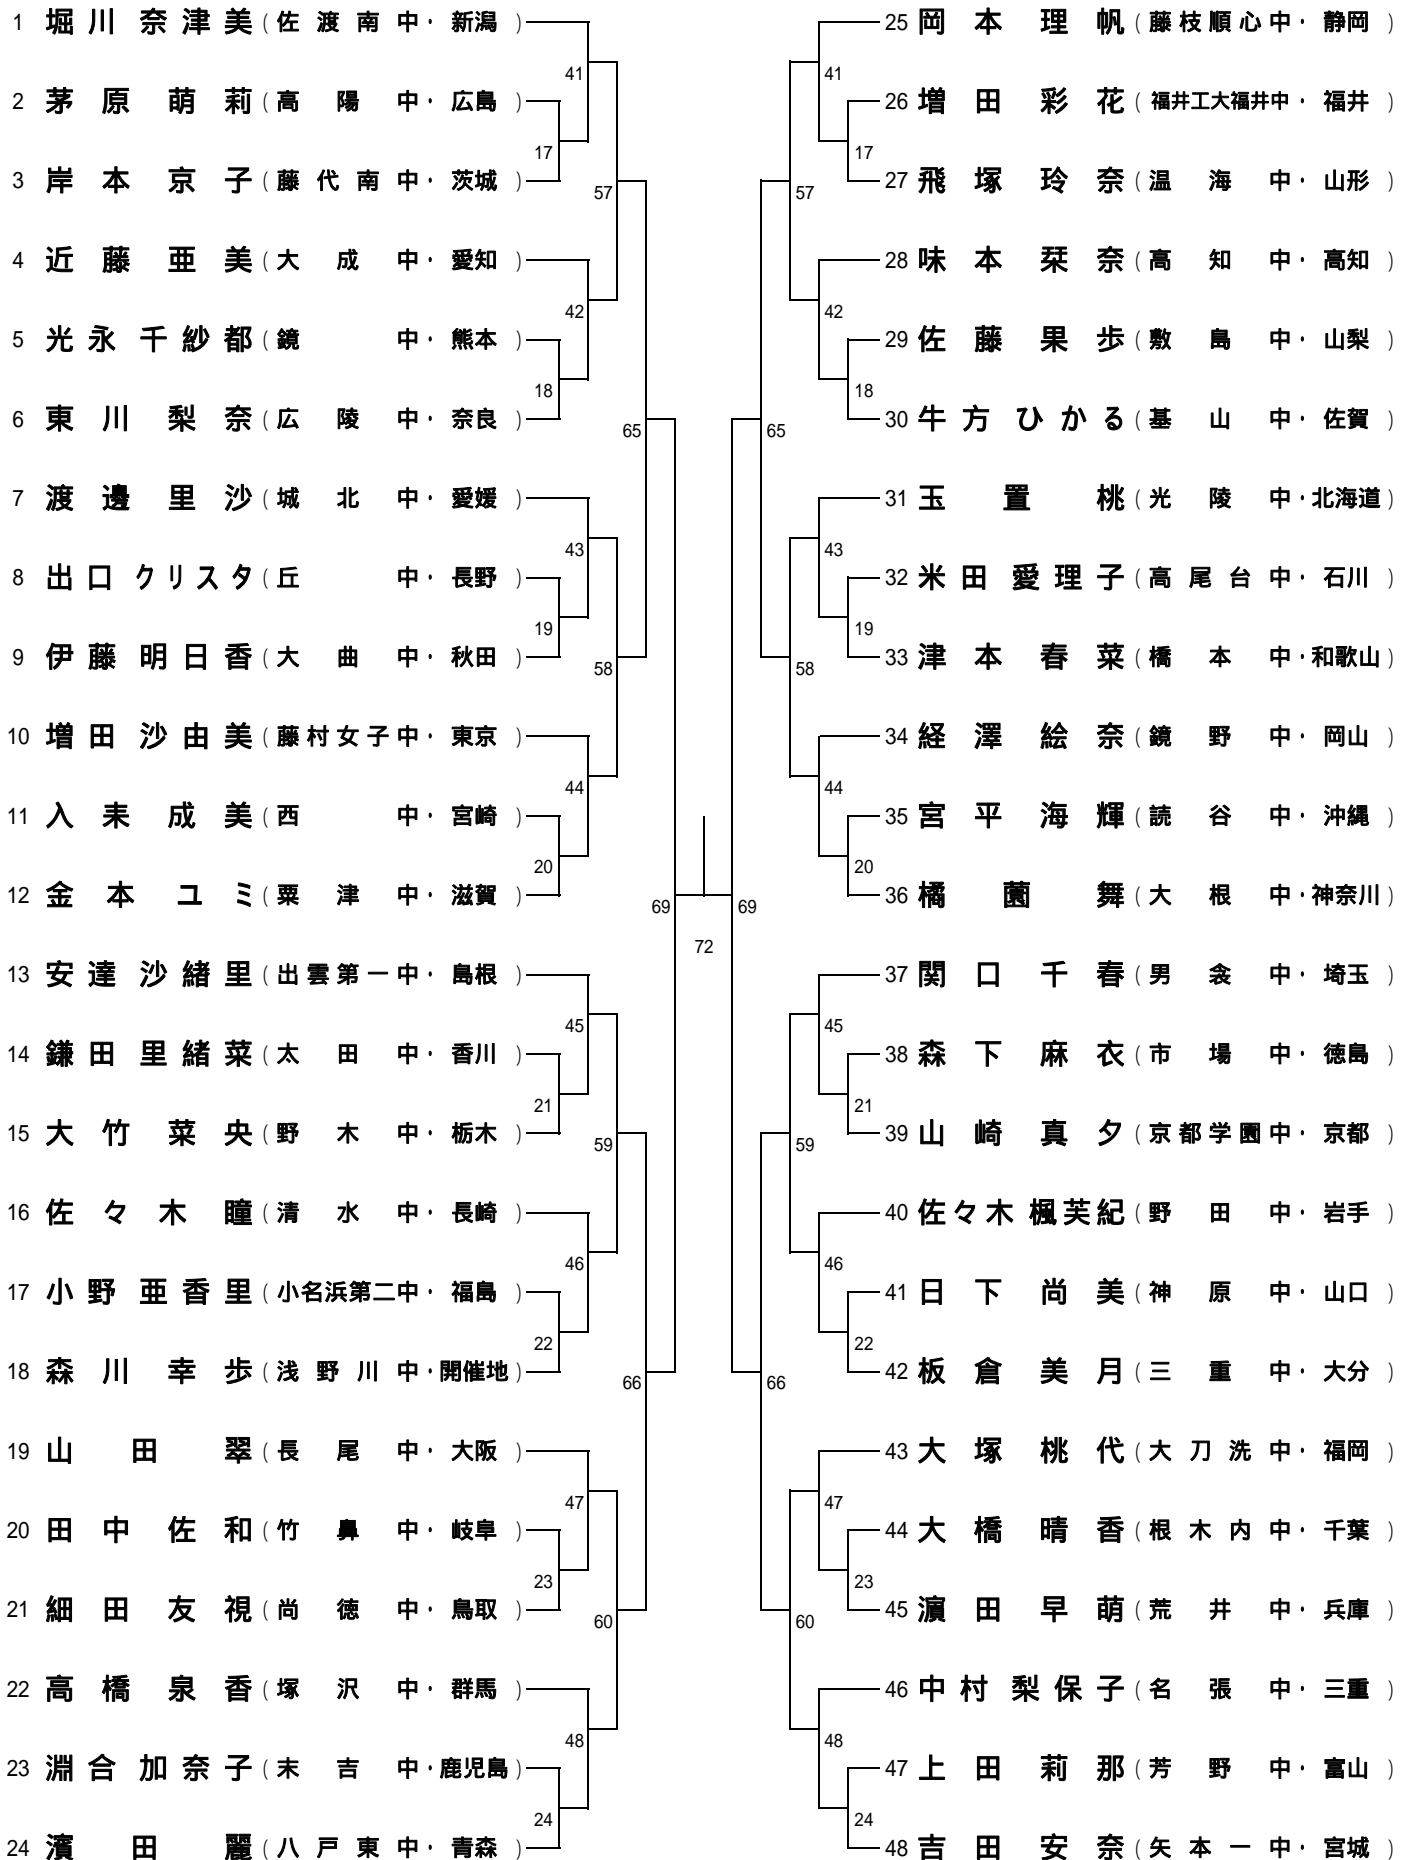 1 堀川奈津美 (佐渡南中・新潟)
41
2 茅原萌莉 (高陽中・広島)
17
3 岸本京子 (藤代南中・茨城)
57
4 近藤亜美 (大成中・愛知)
42
5 光永千紗都 (鏡中・熊本)
18
6 東川梨奈 (広陵中・奈良)
65
7 渡邊里沙 (城北中・愛媛)
43
8 出口クリスタ (丘中・長野)
19
9 伊藤明日香 (大曲中・秋田)
58
10 増田沙由美 (藤村女子中・東京)
44
11 入耒成美 (西中・宮崎)
20
12 金本ユミ (粟津中・滋賀)
69
13 安達沙緒里 (出雲第一中・島根)
45
14 鎌田里緒菜 (太田中・香川)
21
15 大竹菜央 (野木中・栃木)
59
16 佐々木瞳 (清水中・長崎)
46
17 小野亜香里 (小名浜第二中・福島)
22
18 森川幸歩 (浅野川中・開催地)
66
19 山田翠 (長尾中・大阪)
47
20 田中佐和 (竹鼻中・岐阜)
23
21 細田友視 (尚徳中・鳥取)
60
22 高橋泉香 (塚沢中・群馬)
48
23 淵合加奈子 (末吉中・鹿児島)
24
24 濱田麗 (八戸東中・青森)
72
25 岡本理帆 (藤枝順心中・静岡)
41
26 増田彩花 (福井工大福井中・福井)
17
27 飛塚玲奈 (温海中・山形)
57
28 味本栞奈 (高知中・高知)
42
29 佐藤果歩 (敷島中・山梨)
18
30 牛方ひかる (基山中・佐賀)
65
31 玉置桃 (光陵中・北海道)
43
32 米田愛理子 (高尾台中・石川)
19
33 津本春菜 (橋本中・和歌山)
58
34 経澤絵奈 (鏡野中・岡山)
44
35 宮平海輝 (読谷中・沖縄)
20
36 橘薗舞 (大根中・神奈川)
69
37 関口千春 (男衾中・埼玉)
45
38 森下麻衣 (市場中・徳島)
21
39 山崎真夕 (京都学園中・京都)
59
40 佐々木楓芙紀 (野田中・岩手)
46
41 日下尚美 (神原中・山口)
22
42 板倉美月 (三重中・大分)
66
43 大塚桃代 (大刀洗中・福岡)
47
44 大橋晴香 (根木内中・千葉)
23
45 濵田早萌 (荒井中・兵庫)
60
46 中村梨保子 (名張中・三重)
48
47 上田莉那 (芳野中・富山)
24
48 吉田安奈 (矢本一中・宮城)